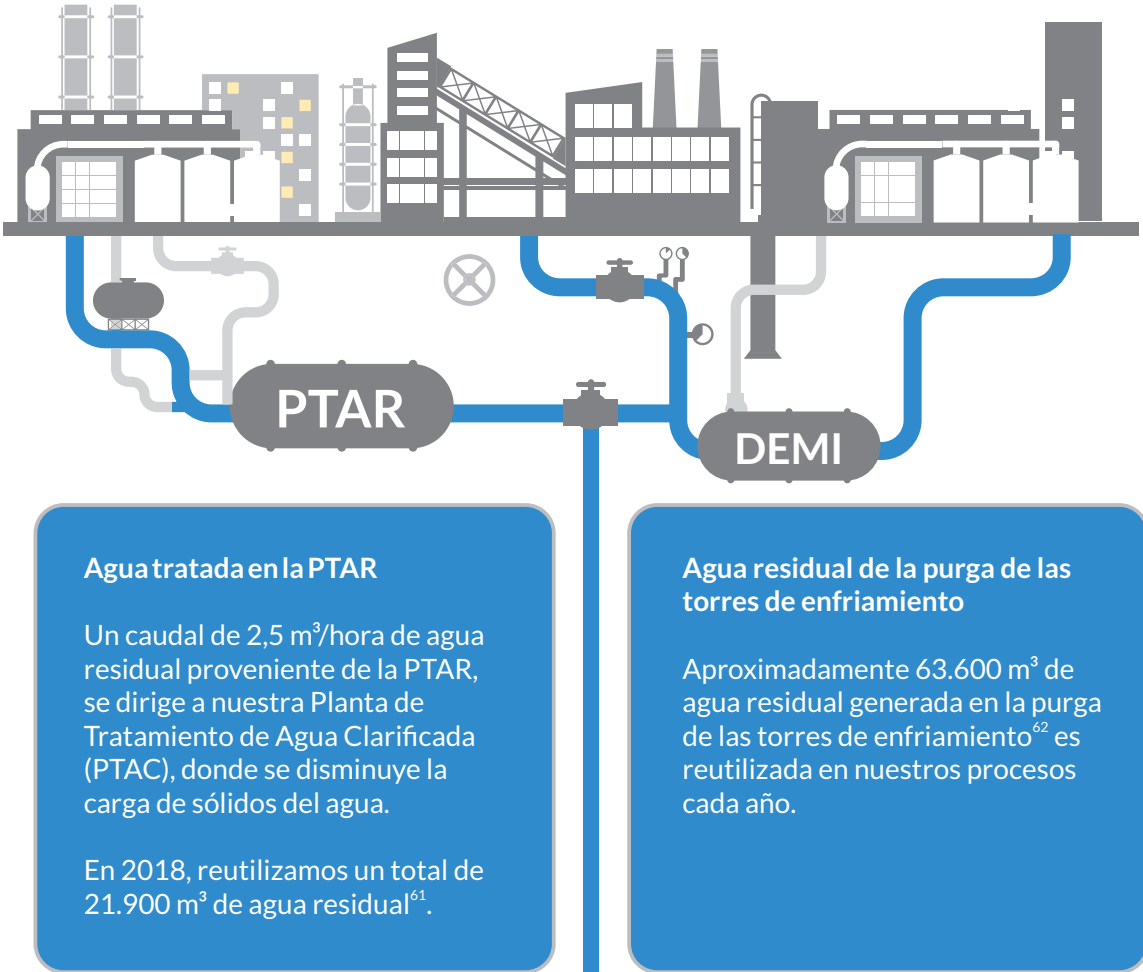 PTAR
DEMI
Agua tratada en la PTAR
Un caudal de 2,5 m³/hora de agua
residual proveniente de la PTAR,
se dirige a nuestra Planta de
Tratamiento de Agua Clarificada
(PTAC), donde se disminuye la
carga de sólidos del agua.
En 2018, reutilizamos un total de
21.900 m³ de agua residual⁶¹.
Agua residual de la purga de las
torres de enfriamiento
Aproximadamente 63.600 m³ de
agua residual generada en la purga
de las torres de enfriamiento⁶² es
reutilizada en nuestros procesos
cada año.